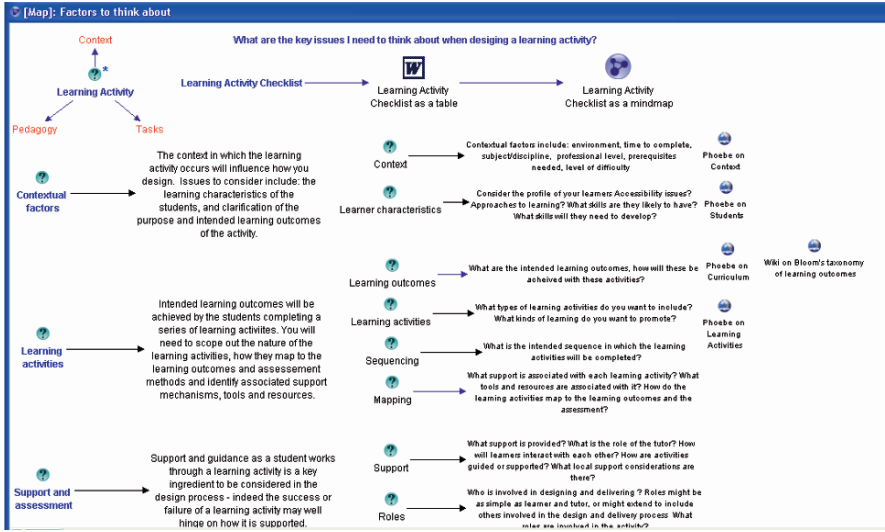 [Map]: Factors to think about
Context
What are the key issues I need to think about when desiging a learning activity?
*
Learning Activity
Learning Activity Checklist
Learning Activity
Checklist as a table
Learning Activity
Checklist as a mindmap
Pedagogy
Tasks
Contextual
factors
The context in which the learning
activity occurs will influence how you
design. Issues to consider include: the
learning characteristics of the
students, and clarification of the
purpose and intended learning outcomes
of the activity.
Context
Contextual factors include: environment, time to complete,
subject/discipline, professional level, prerequisites
needed, level of difficulty
Phoebe on
Context
Learner characteristics
Consider the profile of your learners Accessibility issues?
Approaches to learning? What skills are they likely to have?
What skills will they need to develop?
Phoebe on
Students
Learning outcomes
What are the intended learning outcomes, how will these be
acheived with these activities?
Phoebe on
Curriculum
Wiki on Bloom's taxonomy
of learning outcomes
Learning
activities
Intended learning outcomes will be
achieved by the students completing a
series of learning activiites. You will
need to scope out the nature of the
learning activities, how they map to the
learning outcomes and assessement
methods and identify associated support
mechanisms, tools and resources.
Learning activities
What types of learning activities do you want to include?
What kinds of learning do you want to promote?
Phoebe on
Learning
Activities
Sequencing
What is the intended sequence in which the learning
activities will be completed?
Mapping
What support is associated with each learning activity? What
tools and resources are associated with it? How do the
learning activities map to the learning outcomes and the
assessment?
Support and
assessment
Support and guidance as a student works
through a learning activity is a key
ingredient to be considered in the
design process - indeed the success or
failure of a learning activity may well
hinge on how it is supported.
Support
What support is provided? What is the role of the tutor? How
will learners interact with each other? How are activities
guided or supported? What local support considerations are
there?
Roles
Who is involved in designing and delivering ? Roles might be
as simple as learner and tutor, or might extend to include
others involved in the design and delivery process What
roles are involved in the activity?